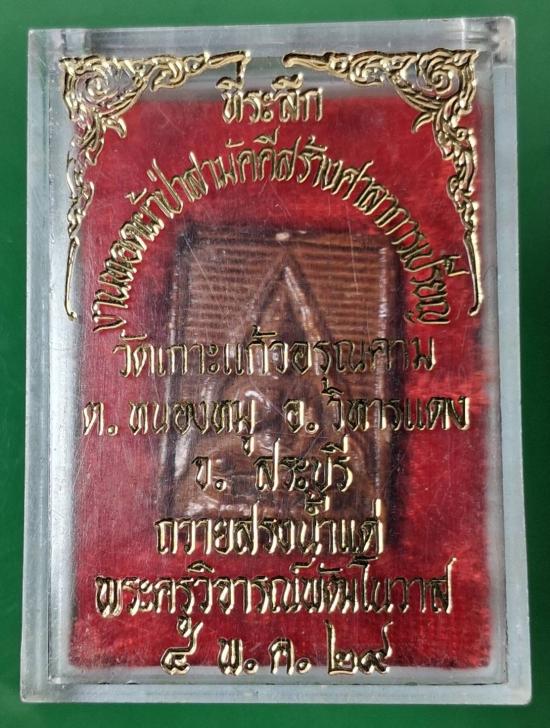 ที่ระลึก
งานทอดผ้าป่าสามัคคีสร้างศาลาการเปรียญ
วัดเกาะแก้วอรุณคาม
ต. หนองหมู อ. วิหารแดง
จ. สระบุรี
ถวายสรงน้ำแด่
พระครูวิจารณ์พัฒโนวาส
๕ พ. ค. ๒๙